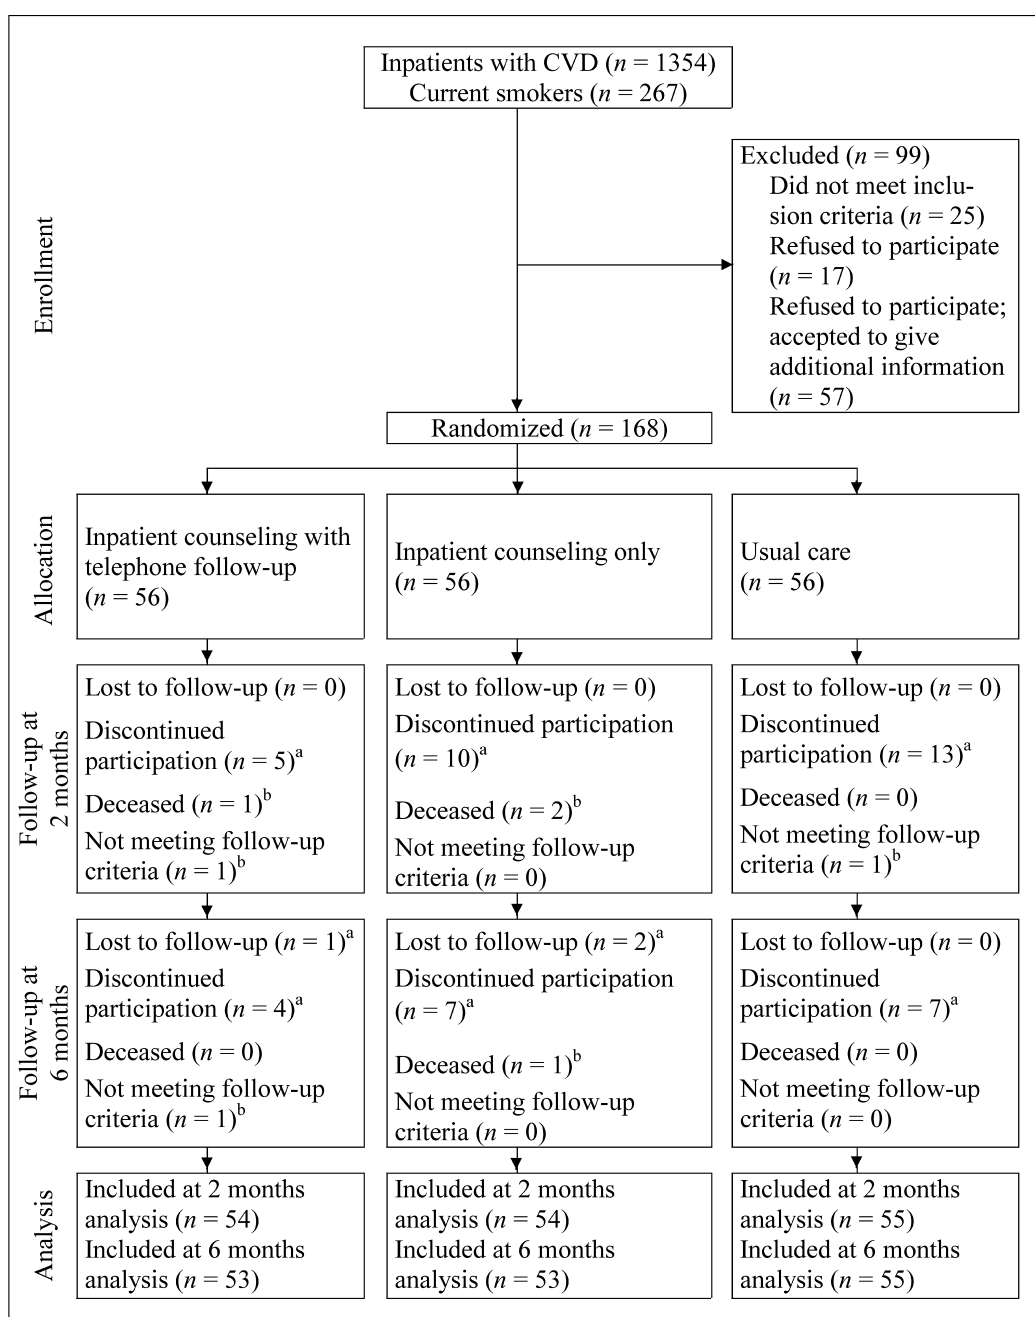 Inpatients with CVD (n = 1354)
Current smokers (n = 267)
Enrollment
Excluded (n = 99)
Did not meet inclu-
sion criteria (n = 25)
Refused to participate
(n = 17)
Refused to participate;
accepted to give
additional information
(n = 57)
Randomized (n = 168)
Allocation
Inpatient counseling with
telephone follow-up
(n = 56)
Inpatient counseling only
(n = 56)
Usual care
(n = 56)
Follow-up at
2 months
Lost to follow-up (n = 0)
Discontinued
participation (n = 5)ᵃ
Deceased (n = 1)ᵇ
Not meeting follow-up
criteria (n = 1)ᵇ
Lost to follow-up (n = 0)
Discontinued participation
(n = 10)ᵃ
Deceased (n = 2)ᵇ
Not meeting follow-up
criteria (n = 0)
Lost to follow-up (n = 0)
Discontinued
participation (n = 13)ᵃ
Deceased (n = 0)
Not meeting follow-up
criteria (n = 1)ᵇ
Follow-up at
6 months
Lost to follow-up (n = 1)ᵃ
Discontinued
participation (n = 4)ᵃ
Deceased (n = 0)
Not meeting follow-up
criteria (n = 1)ᵇ
Lost to follow-up (n = 2)ᵃ
Discontinued participation
(n = 7)ᵃ
Deceased (n = 1)ᵇ
Not meeting follow-up
criteria (n = 0)
Lost to follow-up (n = 0)
Discontinued
participation (n = 7)ᵃ
Deceased (n = 0)
Not meeting follow-up
criteria (n = 0)
Analysis
Included at 2 months
analysis (n = 54)
Included at 6 months
analysis (n = 53)
Included at 2 months
analysis (n = 54)
Included at 6 months
analysis (n = 53)
Included at 2 months
analysis (n = 55)
Included at 6 months
analysis (n = 55)